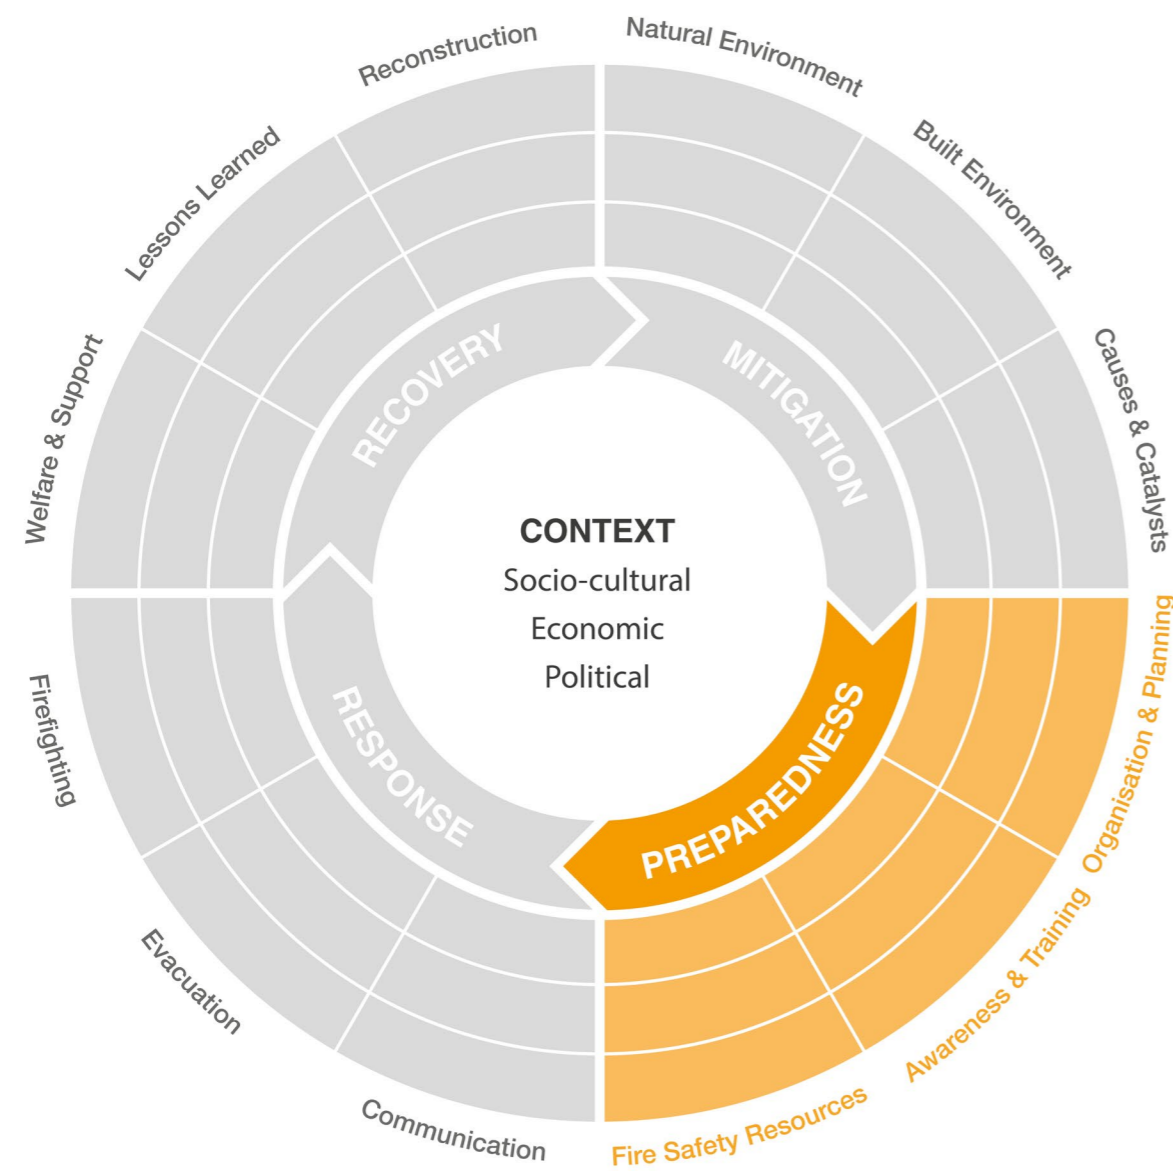 Natural Environment
Built Environment
Causes & Catalysts
Organisation & Planning
Awareness & Training
Fire Safety Resources
Communication
Evacuation
Firefighting
Welfare & Support
Lessons Learned
Reconstruction
MITIGATION
PREPAREDNESS
RESPONSE
RECOVERY
CONTEXT
Socio-cultural
Economic
Political